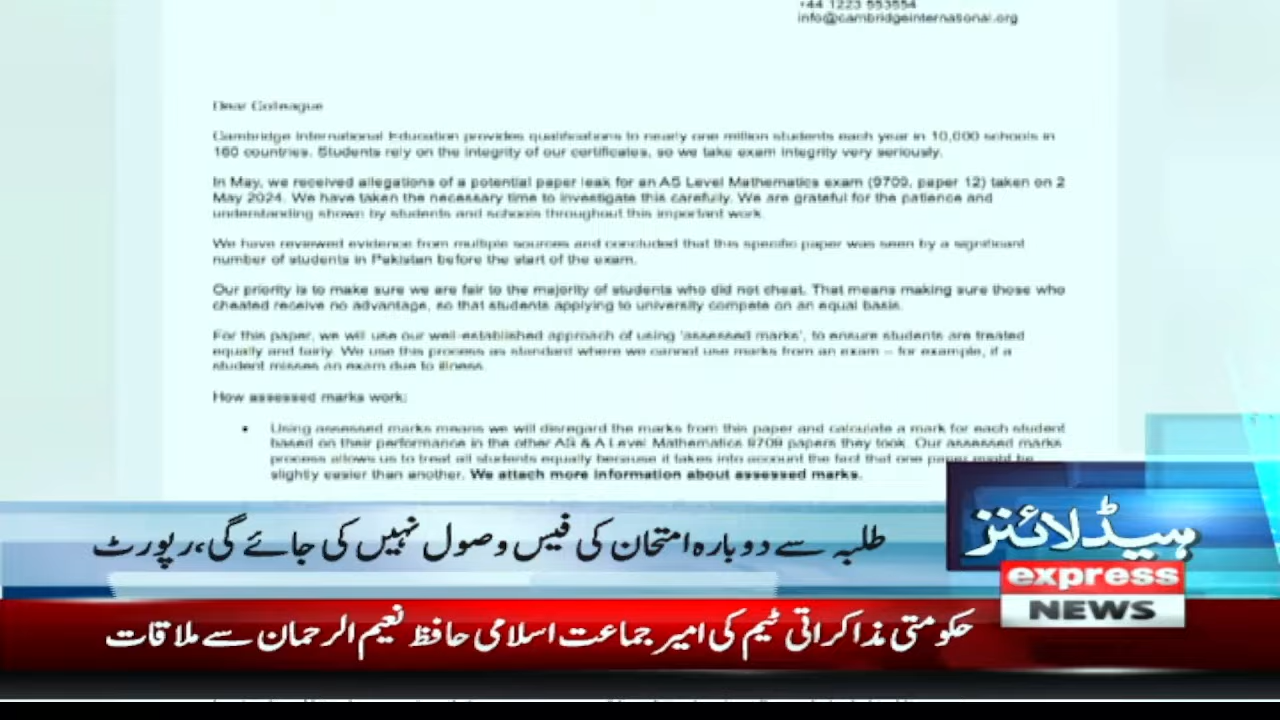 +44 1223 553554
info@cambridgeinternational.org
Dear Colleague
Cambridge International Education provides qualifications to nearly one million students each year in 10,000 schools in
160 countries. Students rely on the integrity of our certificates, so we take exam integrity very seriously.
In May, we received allegations of a potential paper leak for an AS Level Mathematics exam (9709, paper 12) taken on 2
May 2024. We have taken the necessary time to investigate this carefully. We are grateful for the patience and
understanding shown by students and schools throughout this important work.
We have reviewed evidence from multiple sources and concluded that this specific paper was seen by a significant
number of students in Pakistan before the start of the exam.
Our priority is to make sure we are fair to the majority of students who did not cheat. That means making sure those who
cheated receive no advantage, so that students applying to university compete on an equal basis.
For this paper, we will use our well-established approach of using 'assessed marks', to ensure students are treated
equally and fairly. We use this process as standard where we cannot use marks from an exam – for example, if a
student misses an exam due to illness.
How assessed marks work:
• Using assessed marks means we will disregard the marks from this paper and calculate a mark for each student
based on their performance in the other AS & A Level Mathematics 9709 papers they took. Our assessed marks
process allows us to treat all students equally because it takes into account the fact that one paper might be
slightly easier than another. We attach more information about assessed marks.
طلبہ سے دوبارہ امتحان کی فیس وصول نہیں کی جائے گی، رپورٹ
ہیڈلائنز
express
NEWS
حکومتی مذاکراتی ٹیم کی امیر جماعت اسلامی حافظ نعیم الرحمان سے ملاقات